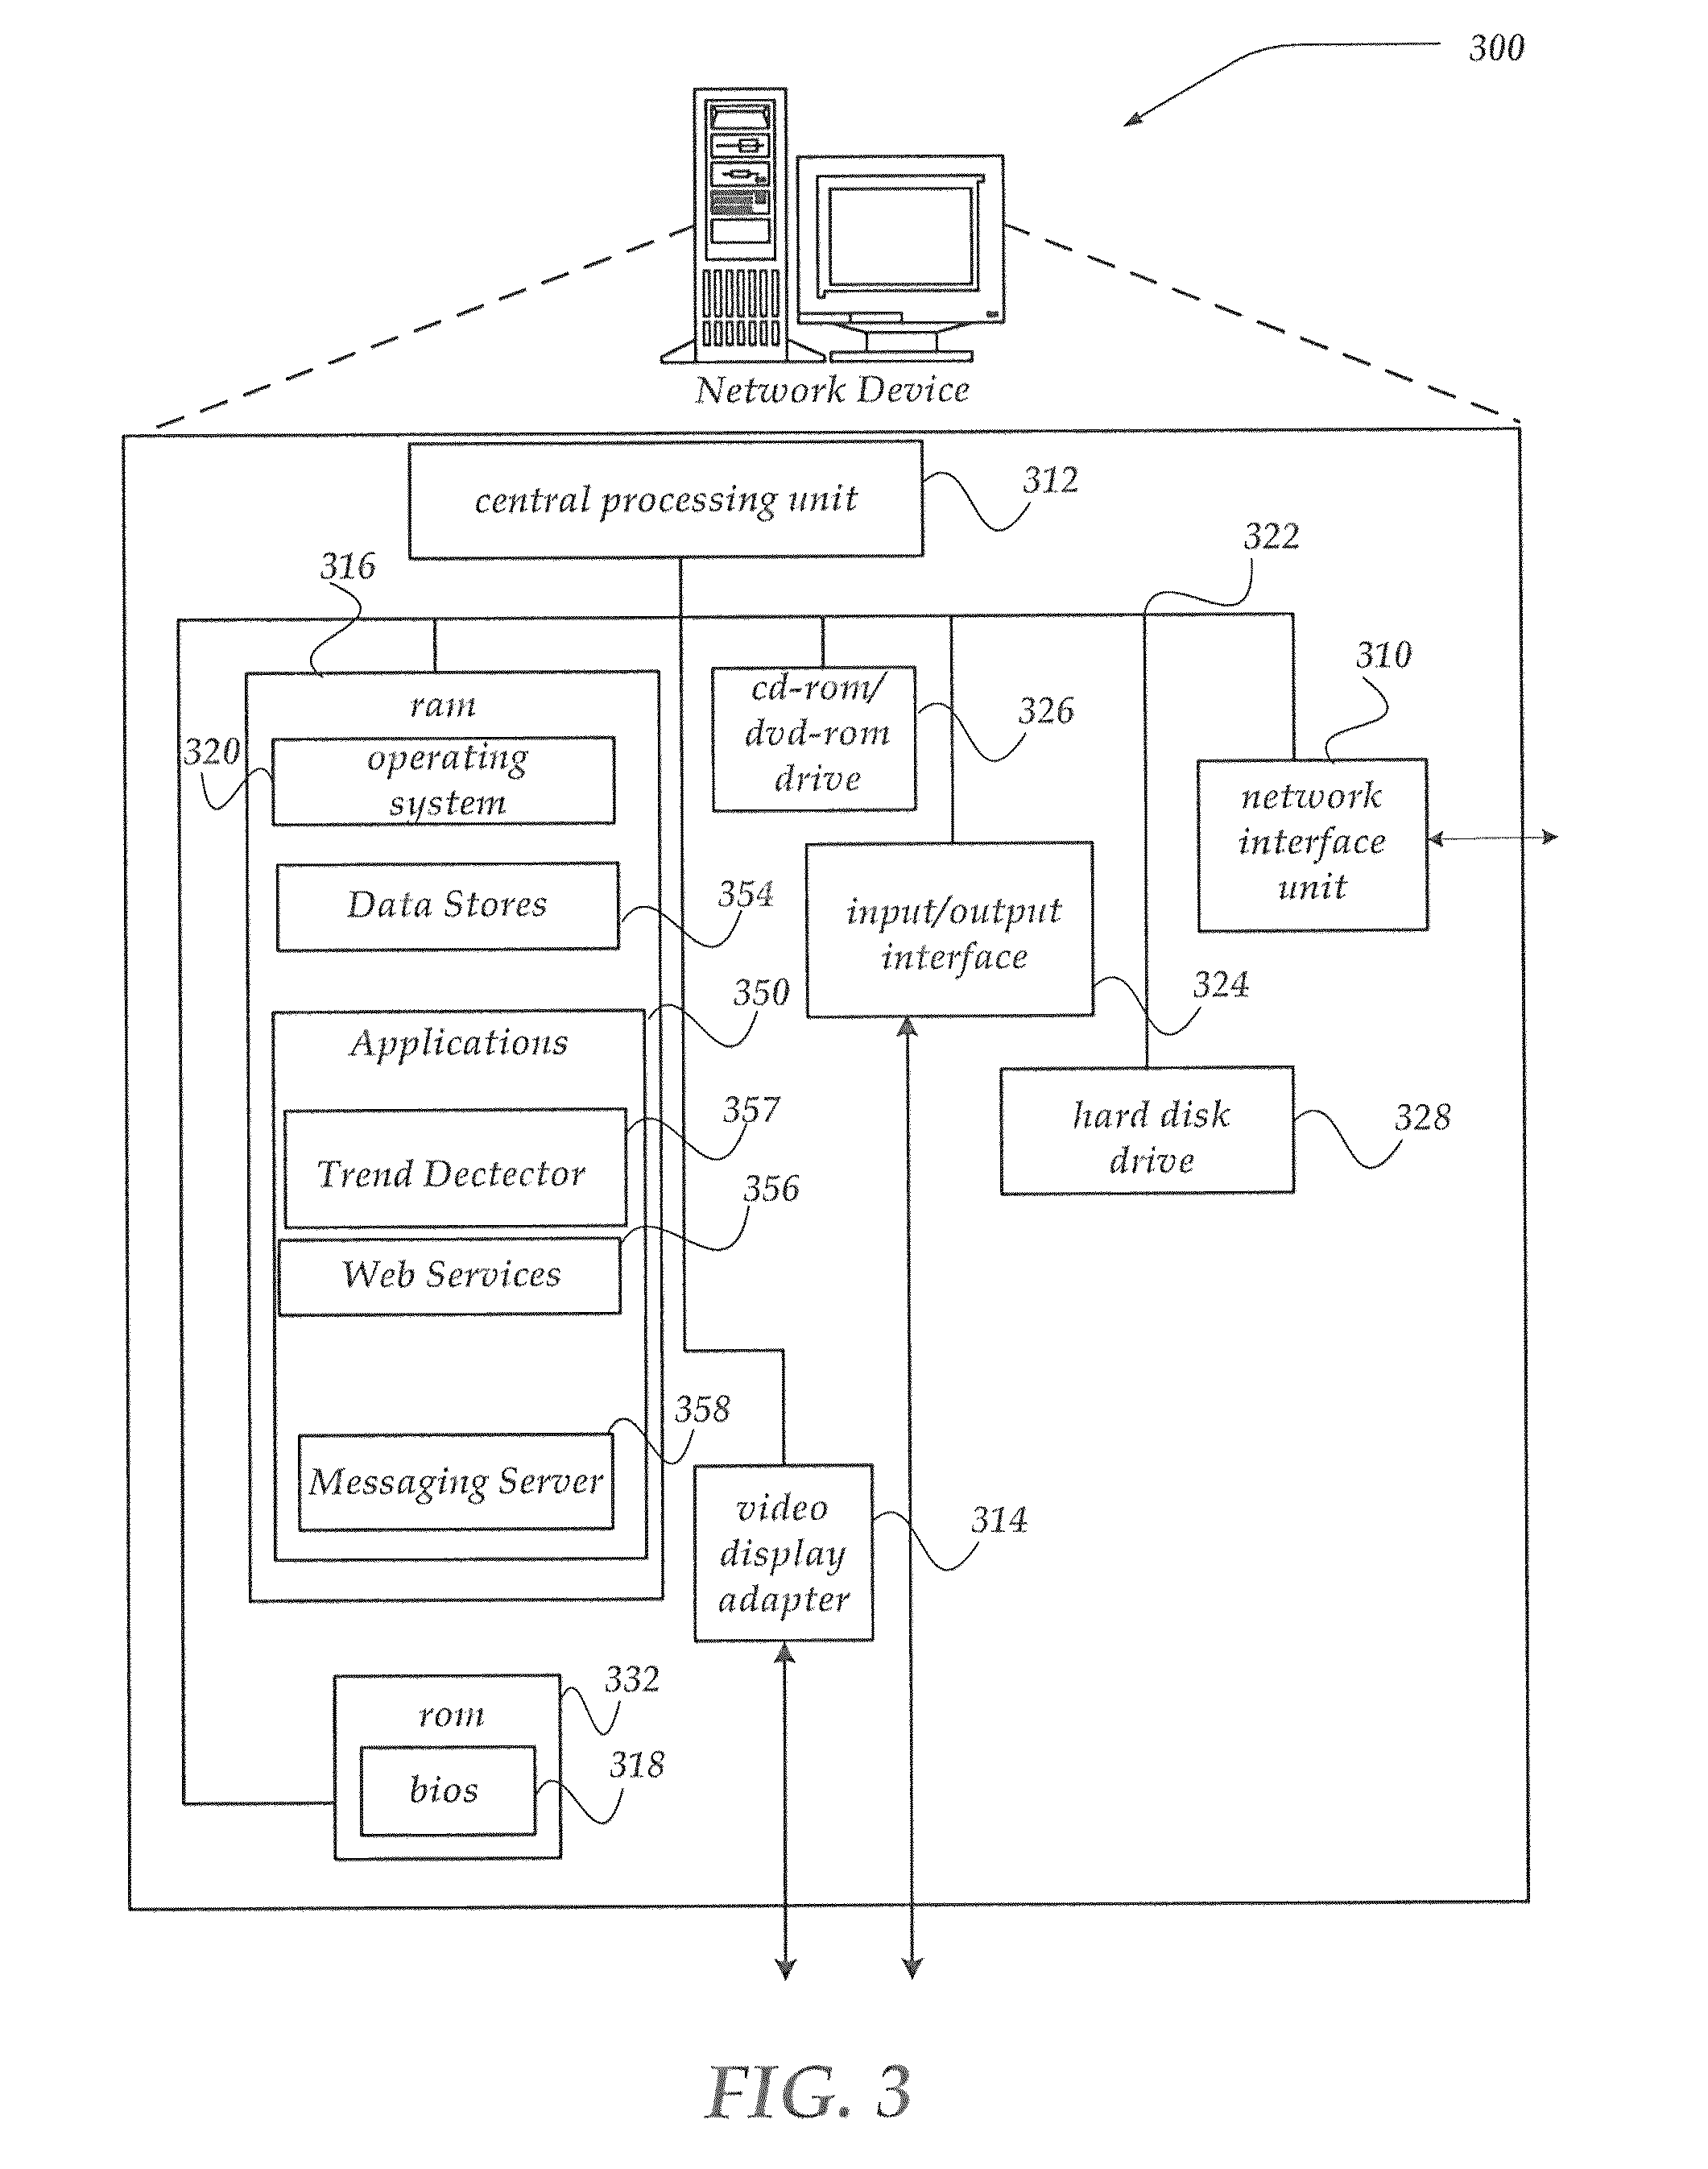 300
Network Device
central processing unit
312
322
316
310
ram
cd-rom/
dvd-rom
drive
326
320
operating
system
network
interface
unit
Data Stores
354
input/output
interface
324
350
Applications
357
Trend Dectector
hard disk
drive
328
356
Web Services
358
Messaging Server
video
display
adapter
314
332
rom
318
bios
FIG. 3